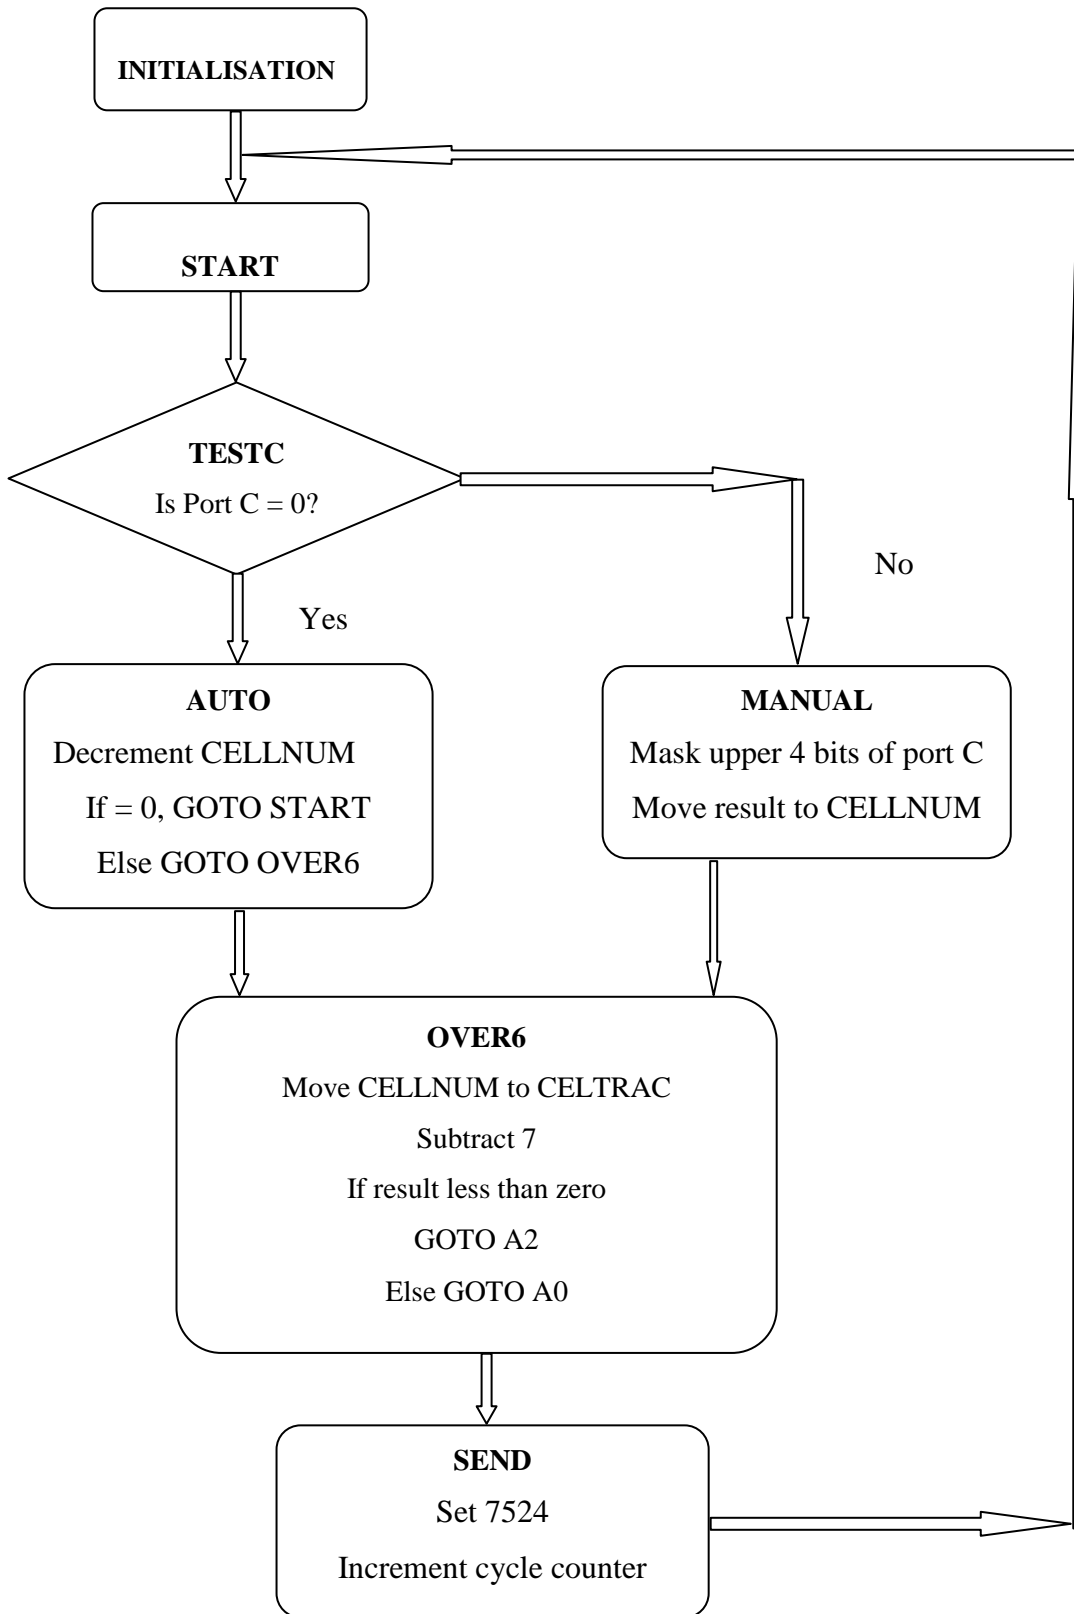 INITIALISATION
START
TESTC
Is Port C = 0?
No
Yes
AUTO
Decrement CELLNUM
If = 0, GOTO START
Else GOTO OVER6
MANUAL
Mask upper 4 bits of port C
Move result to CELLNUM
OVER6
Move CELLNUM to CELTRAC
Subtract 7
If result less than zero
GOTO A2
Else GOTO A0
SEND
Set 7524
Increment cycle counter